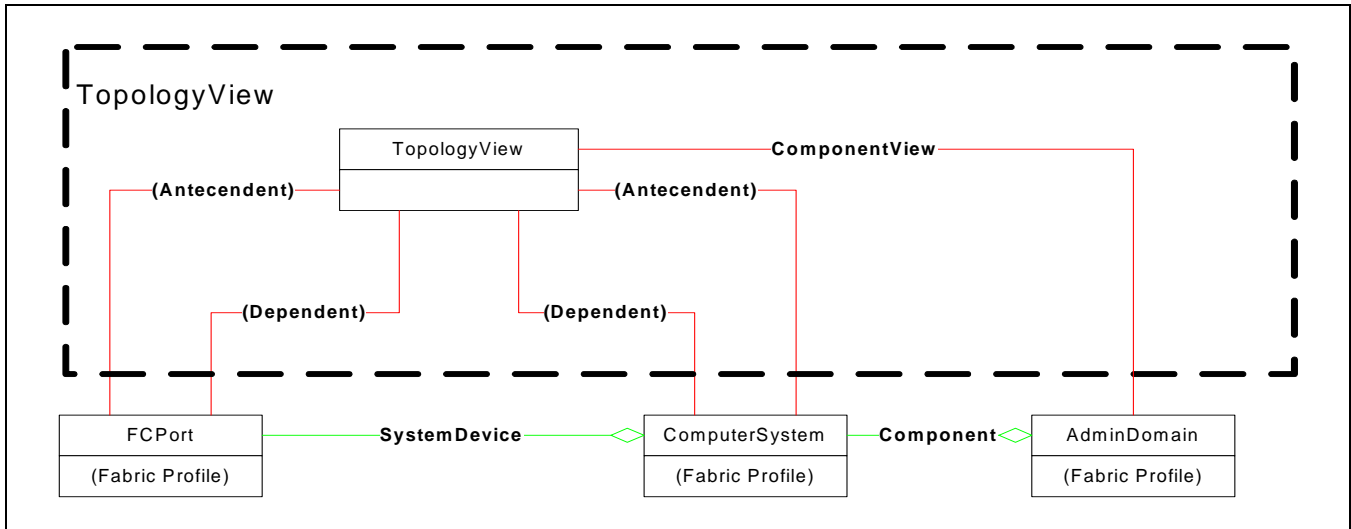 TopologyView
TopologyView
ComponentView
(Antecendent)
(Antecendent)
(Dependent)
(Dependent)
FCPort
SystemDevice
ComputerSystem
Component
AdminDomain
(Fabric Profile)
(Fabric Profile)
(Fabric Profile)